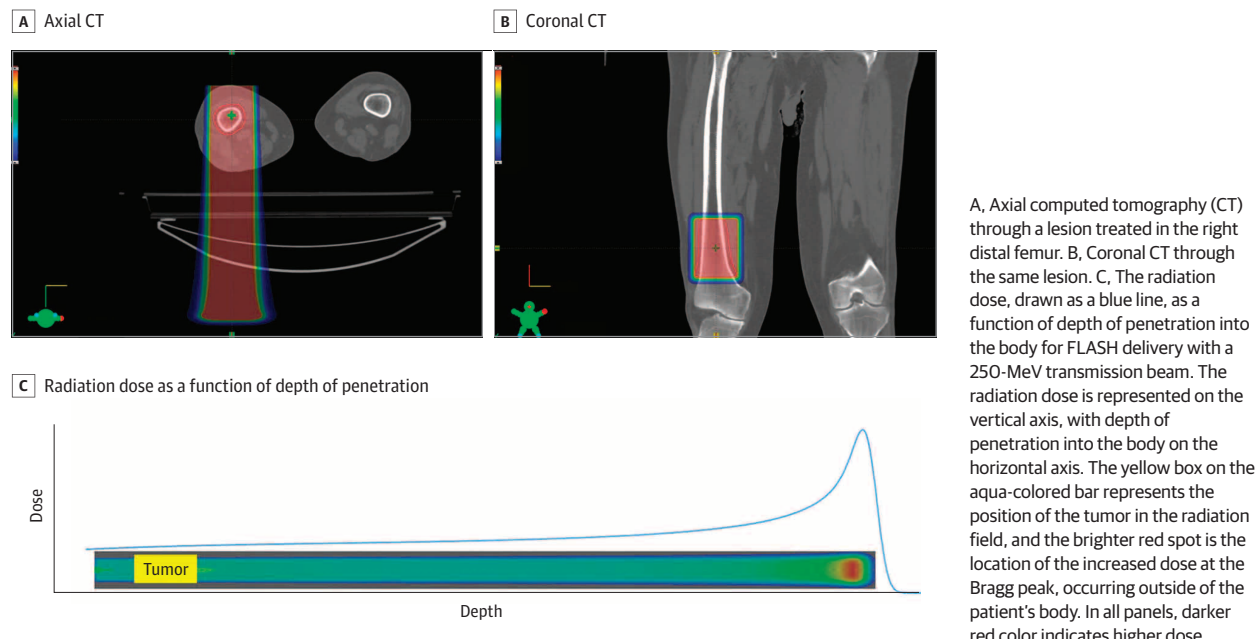 A Axial CT
B Coronal CT
C Radiation dose as a function of depth of penetration
Dose
Tumor
Depth
A, Axial computed tomography (CT)
through a lesion treated in the right
distal femur. B, Coronal CT through
the same lesion. C, The radiation
dose, drawn as a blue line, as a
function of depth of penetration into
the body for FLASH delivery with a
250-MeV transmission beam. The
radiation dose is represented on the
vertical axis, with depth of
penetration into the body on the
horizontal axis. The yellow box on the
aqua-colored bar represents the
position of the tumor in the radiation
field, and the brighter red spot is the
location of the increased dose at the
Bragg peak, occurring outside of the
patient's body. In all panels, darker
red color indicates higher dose